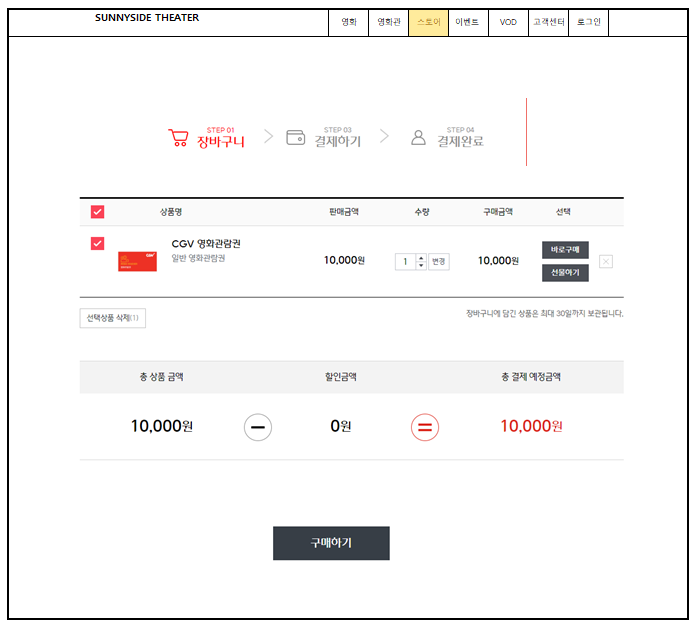 SUNNYSIDE THEATER
영화 영화관 스토어 이벤트 VOD 고객센터 로그인
STEP 01 STEP 03 STEP 04
장바구니 결제하기 결제완료
상품명 판매금액 수량 구매금액 선택
CGV
CGV 영화관람권
일반 영화관람권
10,000원 1 변경 10,000원
바로구매
선물하기
선택상품 삭제(1)
장바구니에 담긴 상품은 최대 30일까지 보관됩니다.
총 상품 금액 할인금액 총 결제 예정금액
10,000원 0원 10,000원
구매하기